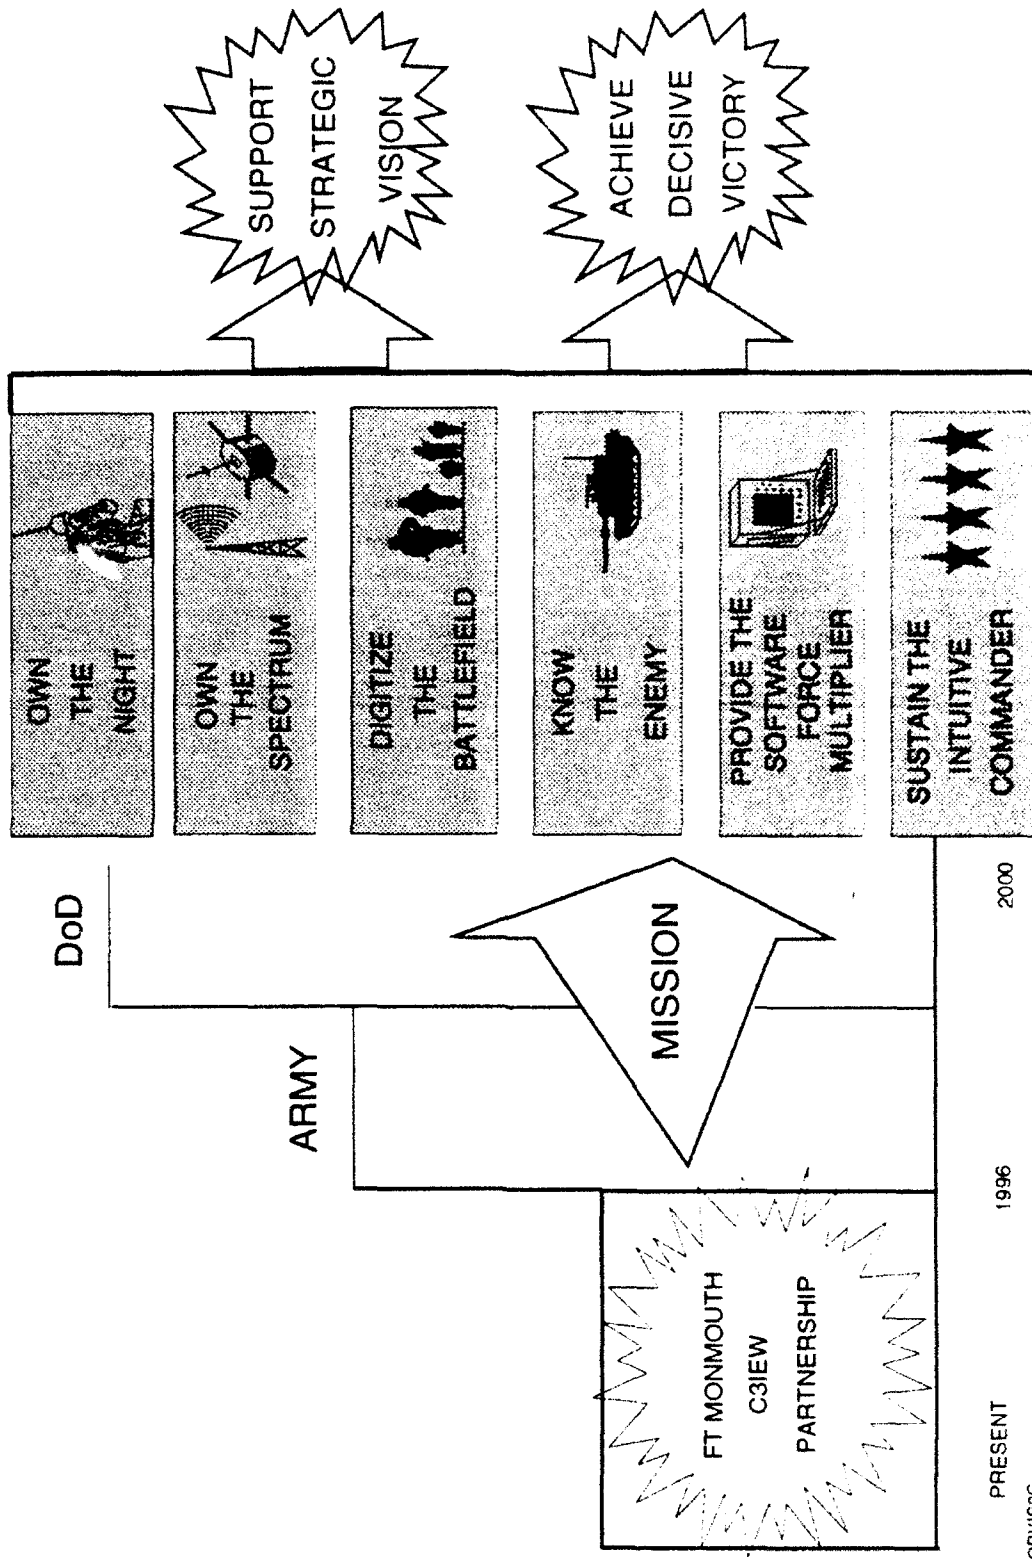 DoD
ARMY
FT MONMOUTH
C3IEW
PARTNERSHIP
MISSION
OWN
THE
NIGHT
OWN
THE
SPECTRUM
DIGITIZE
THE
BATTLEFIELD
KNOW
THE
ENEMY
PROVIDE THE
SOFTWARE
FORCE
MULTIPLIER
SUSTAIN THE
INTUITIVE
COMMANDER
SUPPORT
STRATEGIC
VISION
ACHIEVE
DECISIVE
VICTORY
PRESENT
1996
2000